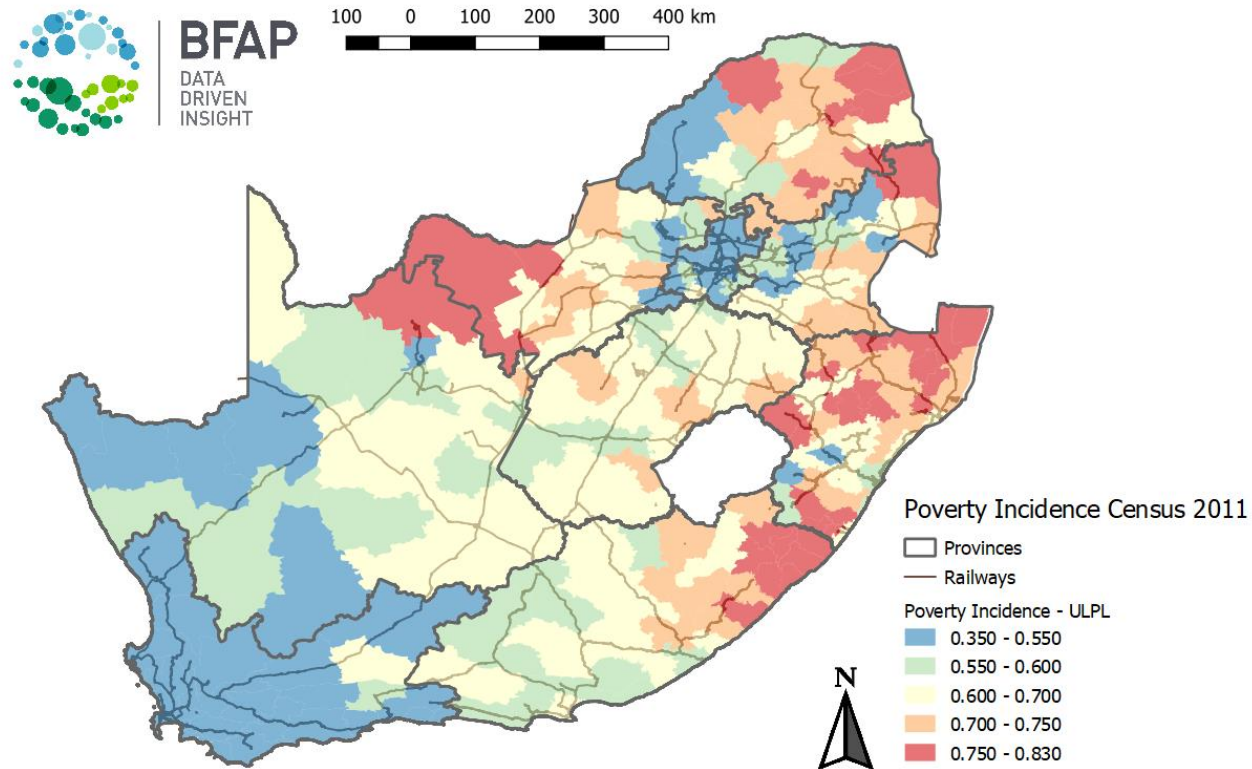 BFAP
DATA
DRIVEN
INSIGHT
100 0 100 200 300 400 km
Poverty Incidence Census 2011
Provinces
Railways
Poverty Incidence - ULPL
0.350 - 0.550
0.550 - 0.600
0.600 - 0.700
0.700 - 0.750
0.750 - 0.830
N